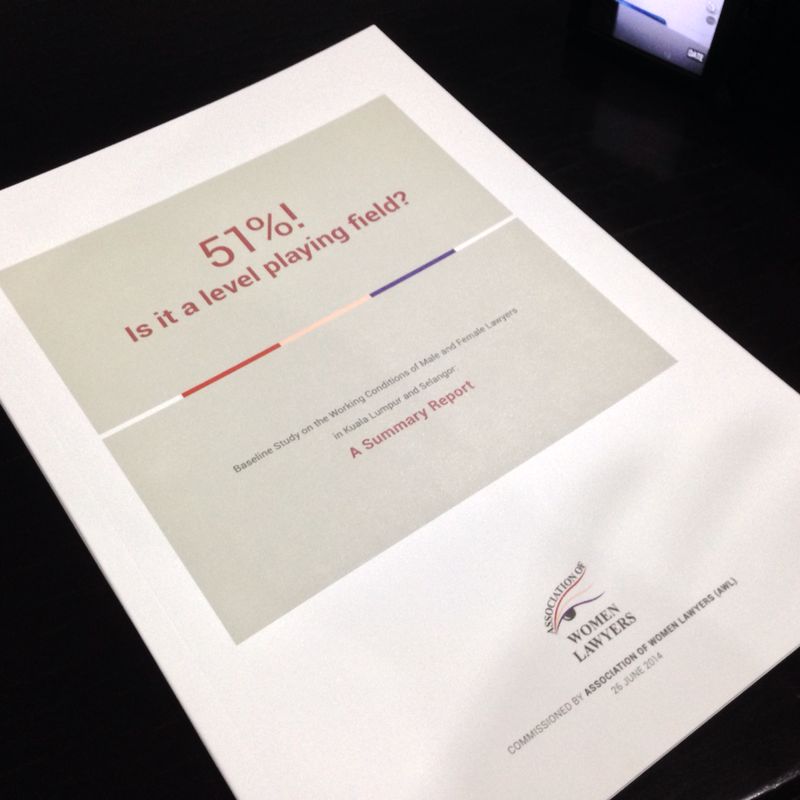 DATE
51%!
Is it a level playing field?
Baseline Study on the Working Conditions of Male and Female Lawyers
in Kuala Lumpur and Selangor:
A Summary Report
ASSOCIATION OF
WOMEN
LAWYERS
COMMISSIONED BY ASSOCIATION OF WOMEN LAWYERS (AWL)
26 JUNE 2014